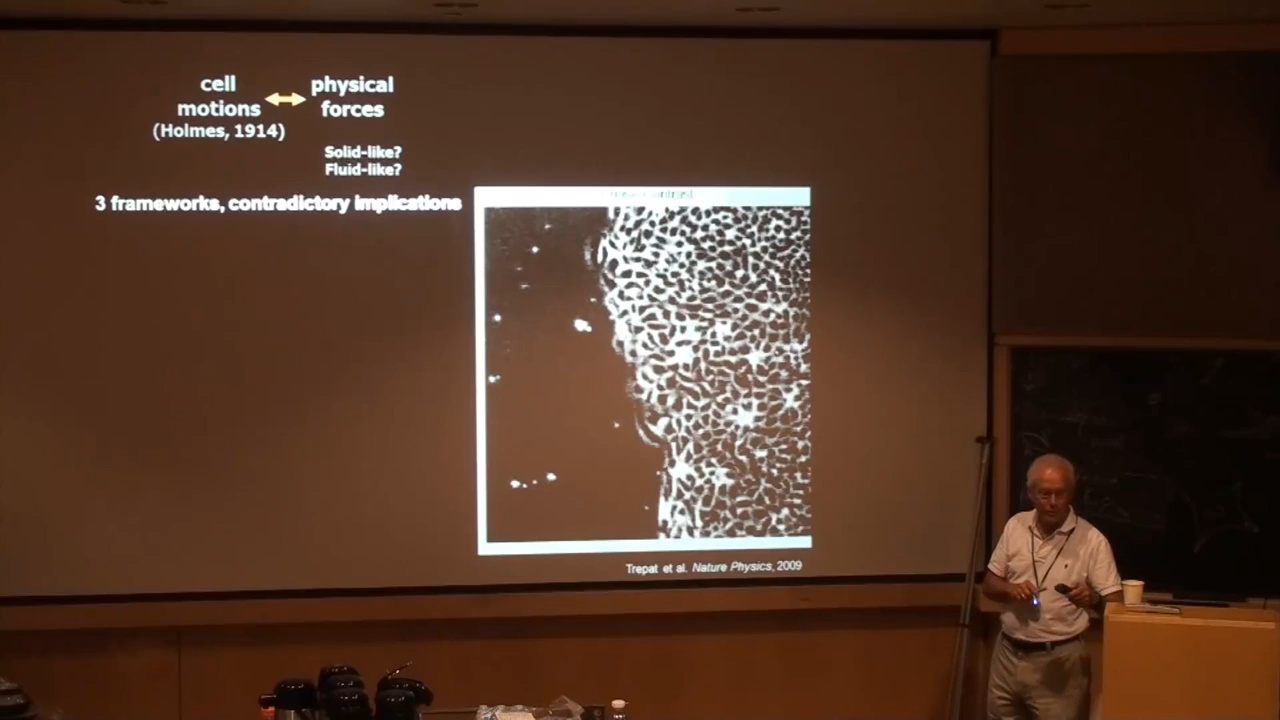 cell
motions
(Holmes, 1914)
physical
forces
Solid-like?
Fluid-like?
3 frameworks, contradictory implications
Trepat et al. Nature Physics, 2009